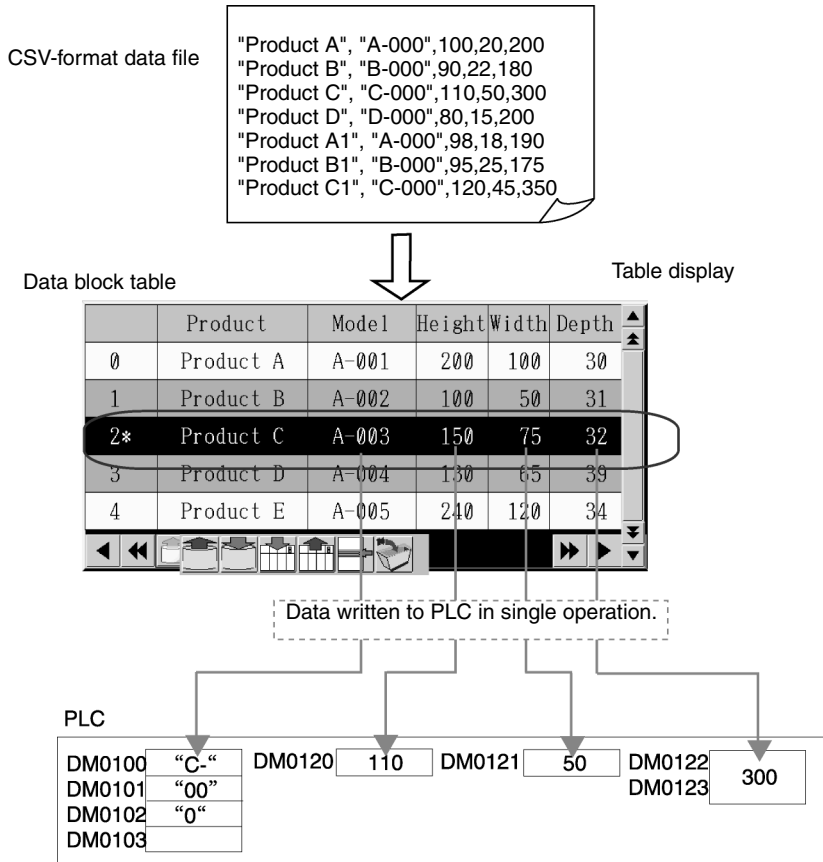 CSV-format data file
"Product A", "A-000",100,20,200
"Product B", "B-000",90,22,180
"Product C", "C-000",110,50,300
"Product D", "D-000",80,15,200
"Product A1", "A-000",98,18,190
"Product B1", "B-000",95,25,175
"Product C1", "C-000",120,45,350
Data block table
Table display
Product Model Height Width Depth
0 Product A A-001 200 100 30
1 Product B A-002 100 50 31
2* Product C A-003 150 75 32
3 Product D A-004 130 65 39
4 Product E A-005 240 120 34
Data written to PLC in single operation.
PLC
DM0100 “C-“ DM0120 110 DM0121 50 DM0122 300
DM0101 “00” DM0123
DM0102 “0“
DM0103